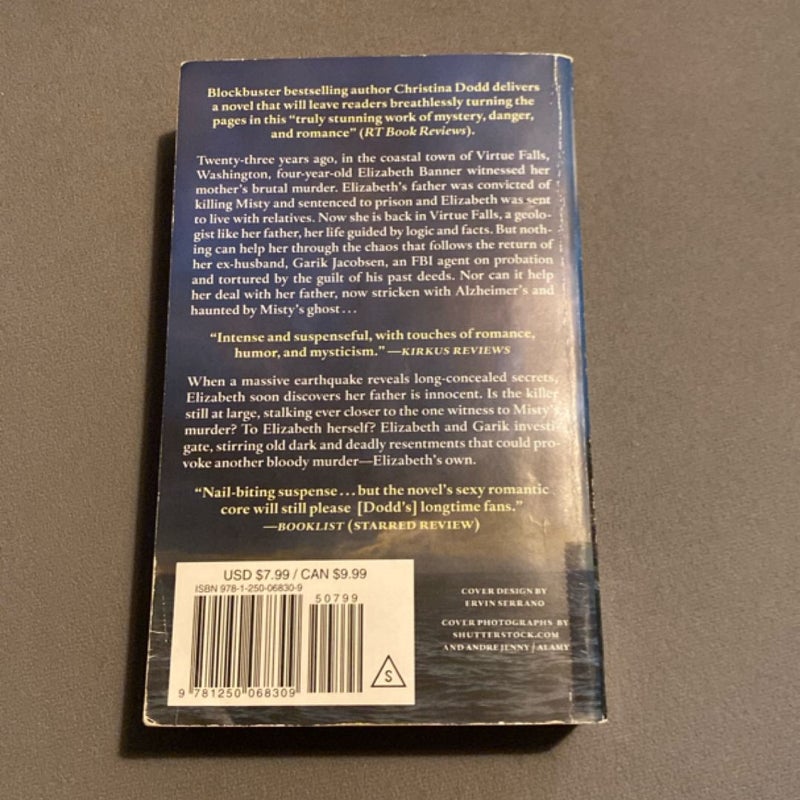 Blockbuster bestselling author Christina Dodd delivers
a novel that will leave readers breathlessly turning the
pages in this “truly stunning work of mystery, danger,
and romance” (RT Book Reviews).
Twenty-three years ago, in the coastal town of Virtue Falls,
Washington, four-year-old Elizabeth Banner witnessed her
mother's brutal murder. Elizabeth's father was convicted of
killing Misty and sentenced to prison and Elizabeth was sent
to live with relatives. Now she is back in Virtue Falls, a geolo-
gist like her father, her life guided by logic and facts. But noth-
ing can help her through the chaos that follows the return of
her ex-husband, Garik Jacobsen, an FBI agent on probation
and tortured by the guilt of his past deeds. Nor can it help
her deal with her father, now stricken with Alzheimer's and
haunted by Misty's ghost...
“Intense and suspenseful, with touches of romance,
humor, and mysticism.” —KIRKUS REVIEWS
When a massive earthquake reveals long-concealed secrets,
Elizabeth soon discovers her father is innocent. Is the killer
still at large, stalking ever closer to the one witness to Misty's
murder? To Elizabeth herself? Elizabeth and Garik investi-
gate, stirring old dark and deadly resentments that could pro-
voke another bloody murder—Elizabeth's own.
“Nail-biting suspense...but the novel's sexy romantic
core will still please [Dodd's] longtime fans.”
—BOOKLIST (STARRED REVIEW)
USD $7.99 / CAN $9.99
ISBN 978-1-250-06830-9
50799
9 781250 068309
S
COVER DESIGN BY
ERVIN SERRANO
COVER PHOTOGRAPHS BY
SHUTTERSTOCK.COM
AND ANDRE JENNY / ALAMY